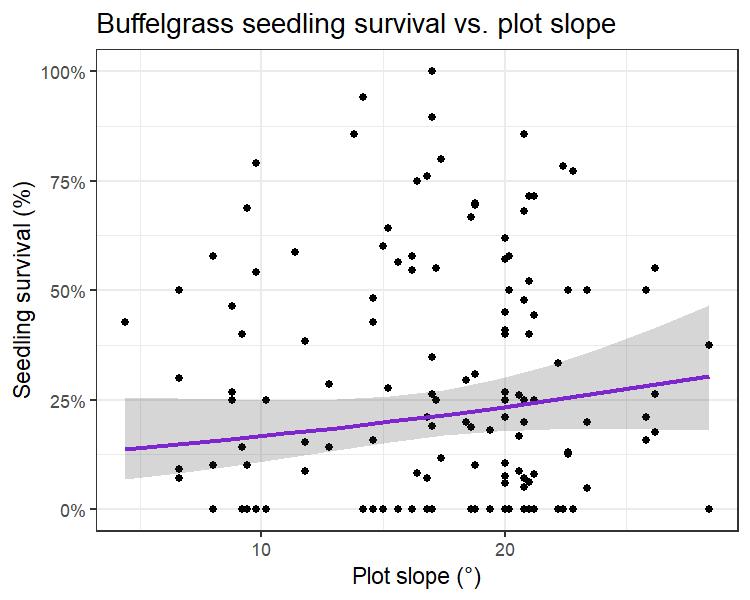 Buffelgrass seedling survival vs. plot slope
100%
75%
50%
25%
0%
Seedling survival (%)
10 20
Plot slope (°)